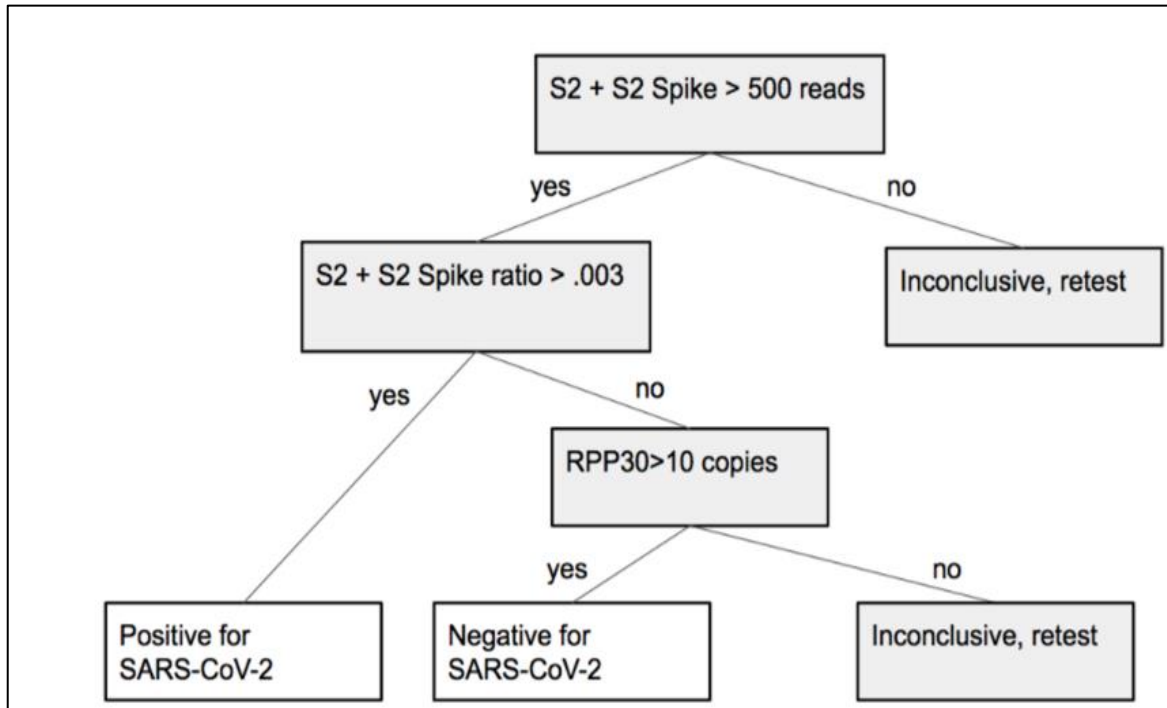 S2 + S2 Spike > 500 reads
yes
no
S2 + S2 Spike ratio > .003
Inconclusive, retest
yes
no
RPP30>10 copies
yes
no
Positive for
SARS-CoV-2
Negative for
SARS-CoV-2
Inconclusive, retest